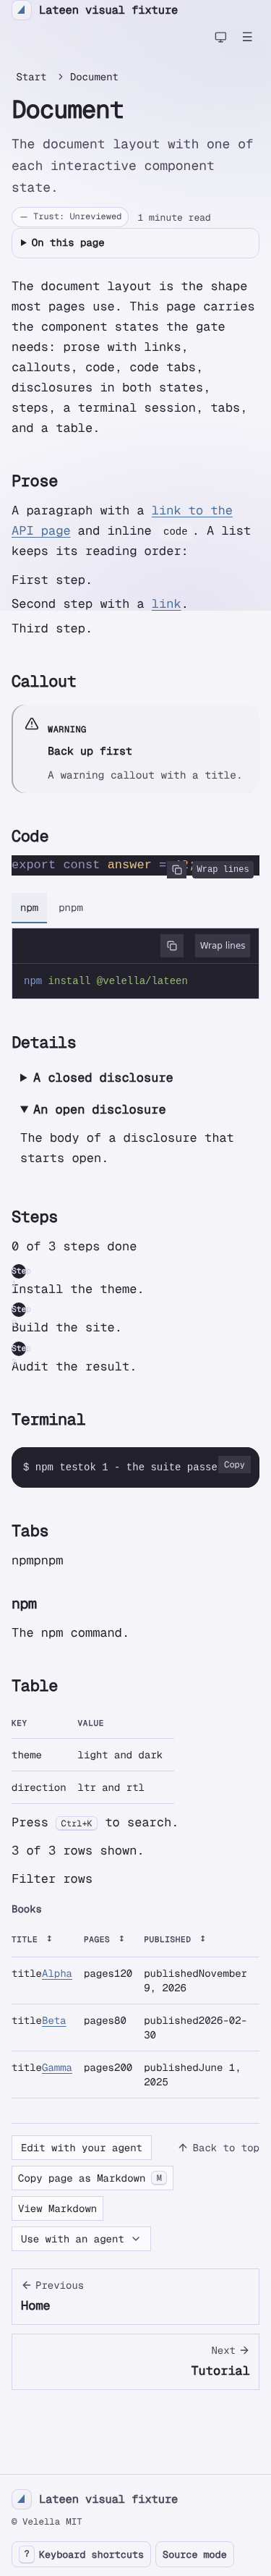 Lateen visual fixture
Start > Document
Document
The document layout with one of
each interactive component
state.
— Trust: Unreviewed
1 minute read
On this page
The document layout is the shape
most pages use. This page carries
the component states the gate
needs: prose with links,
callouts, code, code tabs,
disclosures in both states,
steps, a terminal session, tabs,
and a table.
Prose
A paragraph with a link to the
API page and inline code. A list
keeps its reading order:
First step.
Second step with a link.
Third step.
Callout
WARNING
Back up first
A warning callout with a title.
Code
export const answer =
Wrap lines
npm pnpm
Wrap lines
npm install @velella/lateen
Details
A closed disclosure
An open disclosure
The body of a disclosure that
starts open.
Steps
0 of 3 steps done
Step
Install the theme.
Step
Build the site.
Step
Audit the result.
Terminal
$ npm testok 1 - the suite passe
Copy
Tabs
npmpnpm
npm
The npm command.
Table
KEY VALUE
theme light and dark
direction ltr and rtl
Press Ctrl+K to search.
3 of 3 rows shown.
Filter rows
Books
TITLE ↕ PAGES ↕ PUBLISHED ↕
titleAlpha pages120 publishedNovember
9, 2026
titleBeta pages80 published2026-02-
30
titleGamma pages200 publishedJune 1,
2025
Edit with your agent
↑ Back to top
Copy page as Markdown M
View Markdown
Use with an agent
← Previous
Home
Next →
Tutorial
Lateen visual fixture
© Velella MIT
? Keyboard shortcuts
Source mode